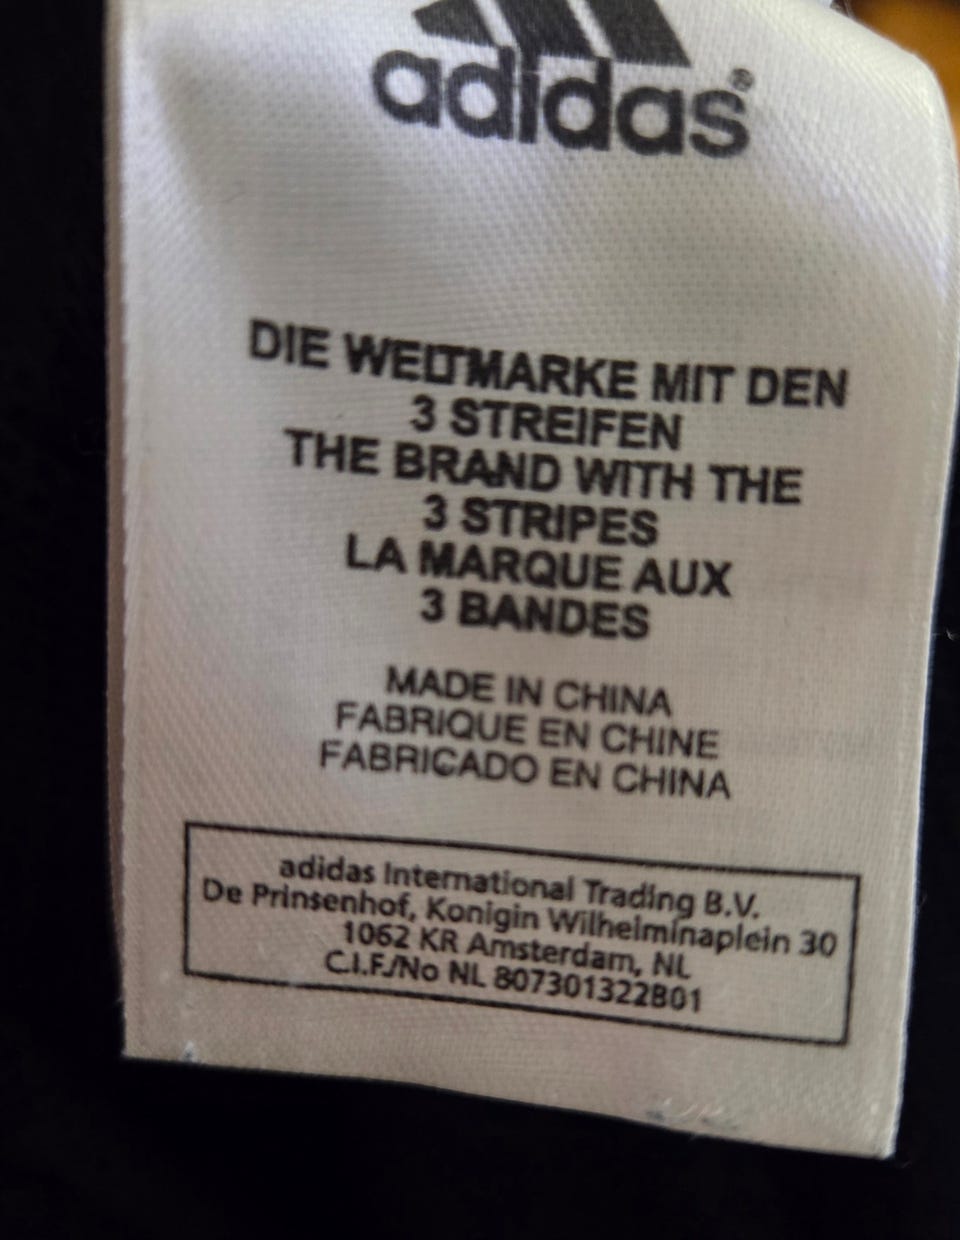 adidas®
DIE WELTMARKE MIT DEN
3 STREIFEN
THE BRAND WITH THE
3 STRIPES
LA MARQUE AUX
3 BANDES
MADE IN CHINA
FABRIQUE EN CHINE
FABRICADO EN CHINA
adidas International Trading B.V.
De Prinsenhof, Konigin Wilhelminaplein 30
1062 KR Amsterdam, NL
C.I.F./No NL 807301322B01